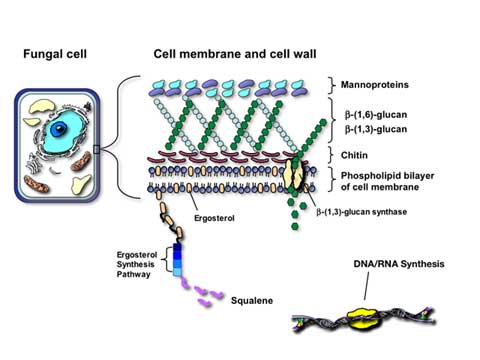 Fungal cell
Cell membrane and cell wall
Mannoproteins
β-(1,6)-glucan
β-(1,3)-glucan
Chitin
Phospholipid bilayer
of cell membrane
Ergosterol
β-(1,3)-glucan synthase
Ergosterol
Synthesis
Pathway
Squalene
DNA/RNA Synthesis